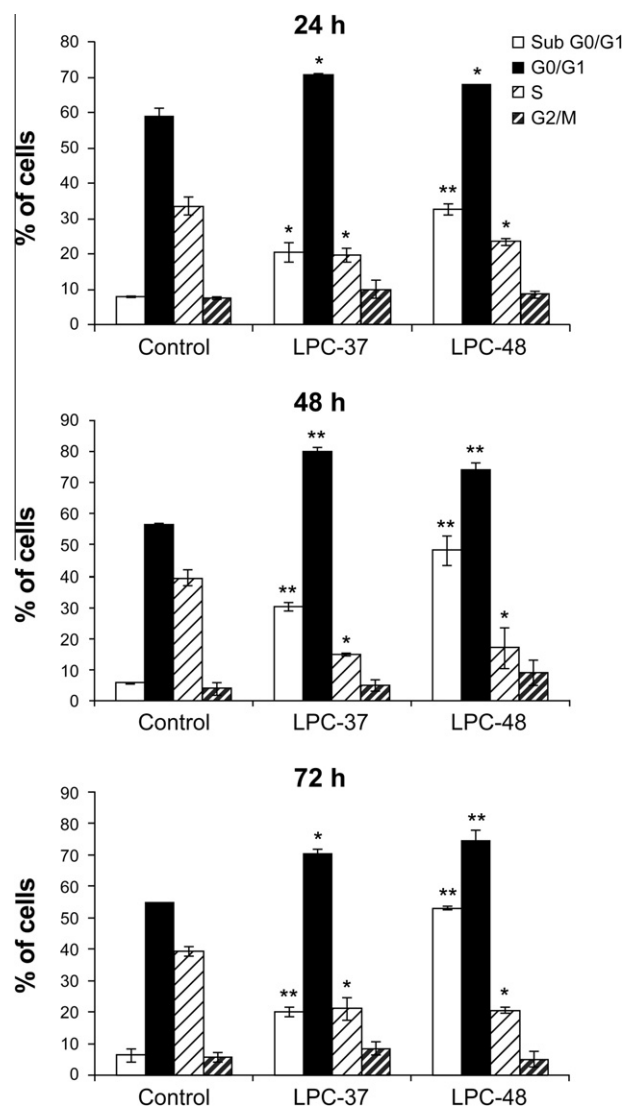 24 h
% of cells
80
70
60
50
40
30
20
10
0
* *
** * * *
Control LPC-37 LPC-48
Sub G0/G1
G0/G1
S
G2/M
48 h
% of cells
90
80
70
60
50
40
30
20
10
0
** **
** * ** *
Control LPC-37 LPC-48
72 h
% of cells
90
80
70
60
50
40
30
20
10
0
* **
** * ** *
Control LPC-37 LPC-48